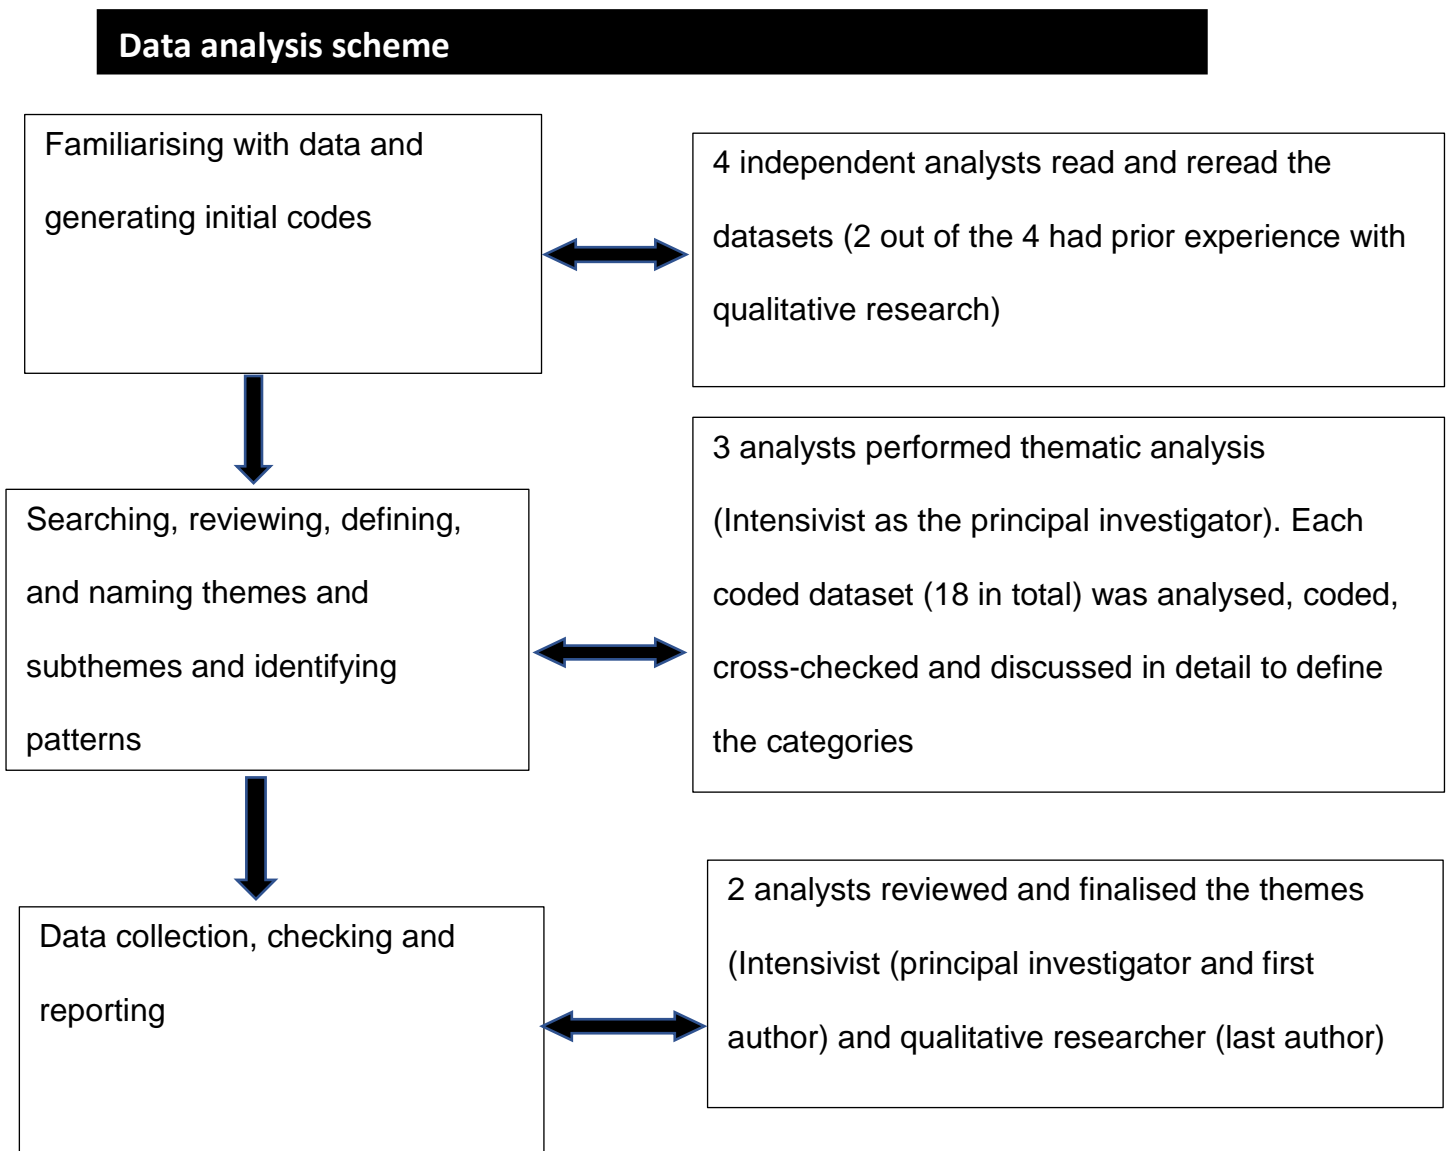 Data analysis scheme
Familiarising with data and
generating initial codes
4 independent analysts read and reread the
datasets (2 out of the 4 had prior experience with
qualitative research)
Searching, reviewing, defining,
and naming themes and
subthemes and identifying
patterns
3 analysts performed thematic analysis
(Intensivist as the principal investigator). Each
coded dataset (18 in total) was analysed, coded,
cross-checked and discussed in detail to define
the categories
Data collection, checking and
reporting
2 analysts reviewed and finalised the themes
(Intensivist (principal investigator and first
author) and qualitative researcher (last author)